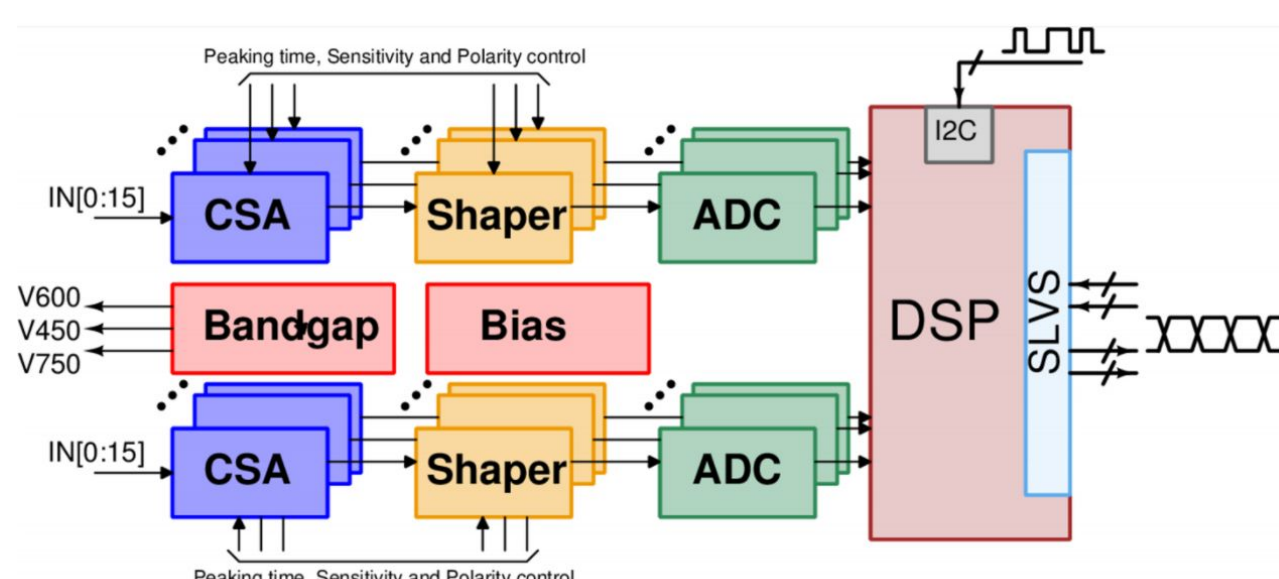 Peaking time, Sensitivity and Polarity control
I2C
IN[0:15]
CSA
Shaper
ADC
V600
V450
V750
Bandgap
Bias
DSP
SLVS
IN[0:15]
CSA
Shaper
ADC
Peaking time, Sensitivity and Polarity control